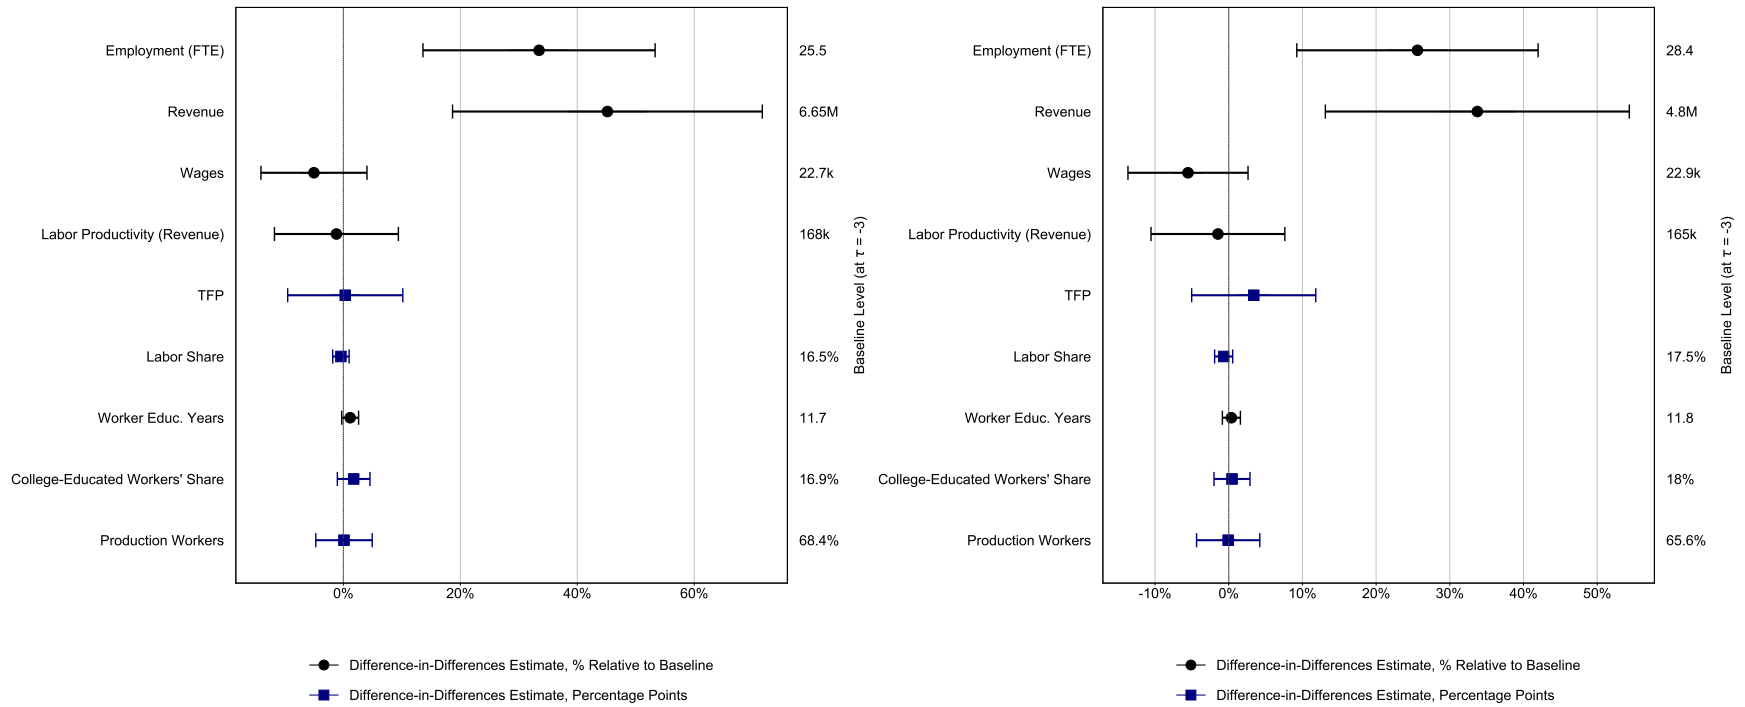 Employment (FTE) 25.5
Revenue 6.65M
Wages 22.7k
Labor Productivity (Revenue) 168k
TFP
Labor Share 16.5%
Worker Educ. Years 11.7
College-Educated Workers' Share 16.9%
Production Workers 68.4%
0% 20% 40% 60%
Baseline Level (at τ = -3)
Difference-in-Differences Estimate, % Relative to Baseline
Difference-in-Differences Estimate, Percentage Points
Employment (FTE) 28.4
Revenue 4.8M
Wages 22.9k
Labor Productivity (Revenue) 165k
TFP
Labor Share 17.5%
Worker Educ. Years 11.8
College-Educated Workers' Share 18%
Production Workers 65.6%
-10% 0% 10% 20% 30% 40% 50%
Baseline Level (at τ = -3)
Difference-in-Differences Estimate, % Relative to Baseline
Difference-in-Differences Estimate, Percentage Points